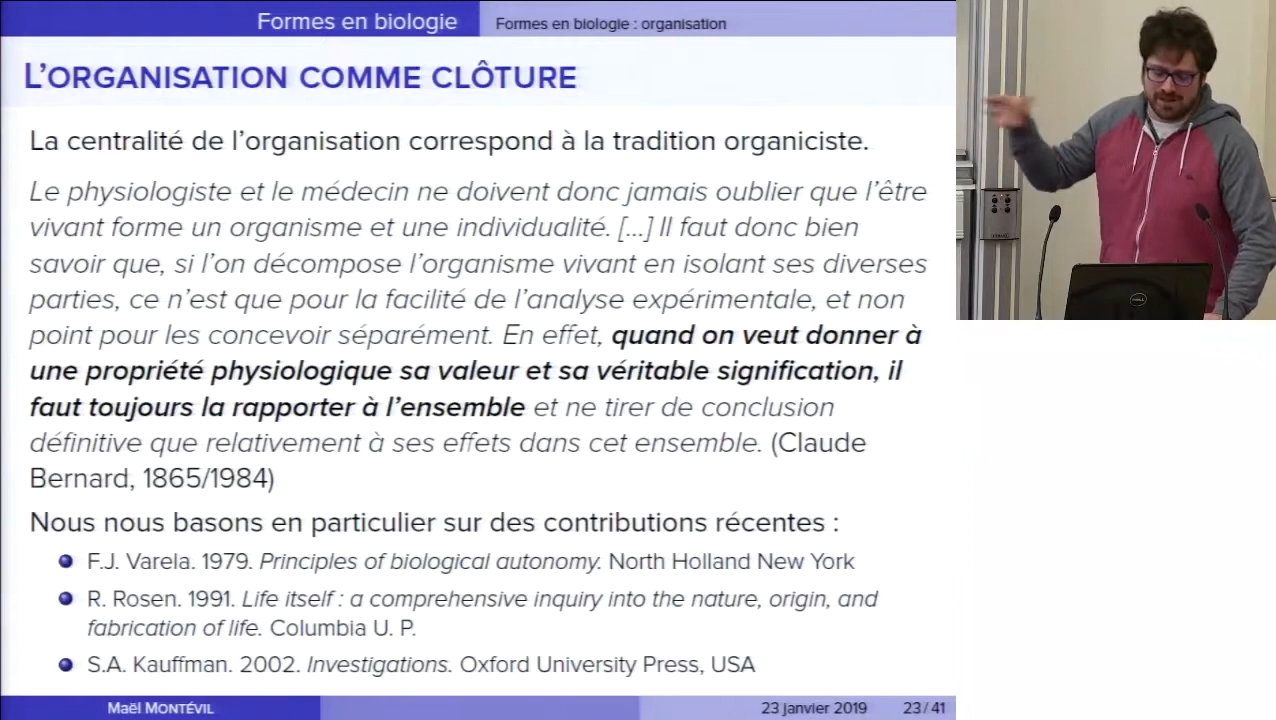 Formes en biologie
Formes en biologie : organisation
L'ORGANISATION COMME CLÔTURE
La centralité de l'organisation correspond à la tradition organiciste.
Le physiologiste et le médecin ne doivent donc jamais oublier que l'être
vivant forme un organisme et une individualité. [...] Il faut donc bien
savoir que, si l'on décompose l'organisme vivant en isolant ses diverses
parties, ce n'est que pour la facilité de l'analyse expérimentale, et non
point pour les concevoir séparément. En effet, quand on veut donner à
une propriété physiologique sa valeur et sa véritable signification, il
faut toujours la rapporter à l'ensemble et ne tirer de conclusion
définitive que relativement à ses effets dans cet ensemble. (Claude
Bernard, 1865/1984)
Nous nous basons en particulier sur des contributions récentes :
F.J. Varela. 1979. Principles of biological autonomy. North Holland New York
R. Rosen. 1991. Life itself : a comprehensive inquiry into the nature, origin, and
fabrication of life. Columbia U. P.
S.A. Kauffman. 2002. Investigations. Oxford University Press, USA
Maël MONTÉVIL
23 janvier 2019
23 / 41
DELL